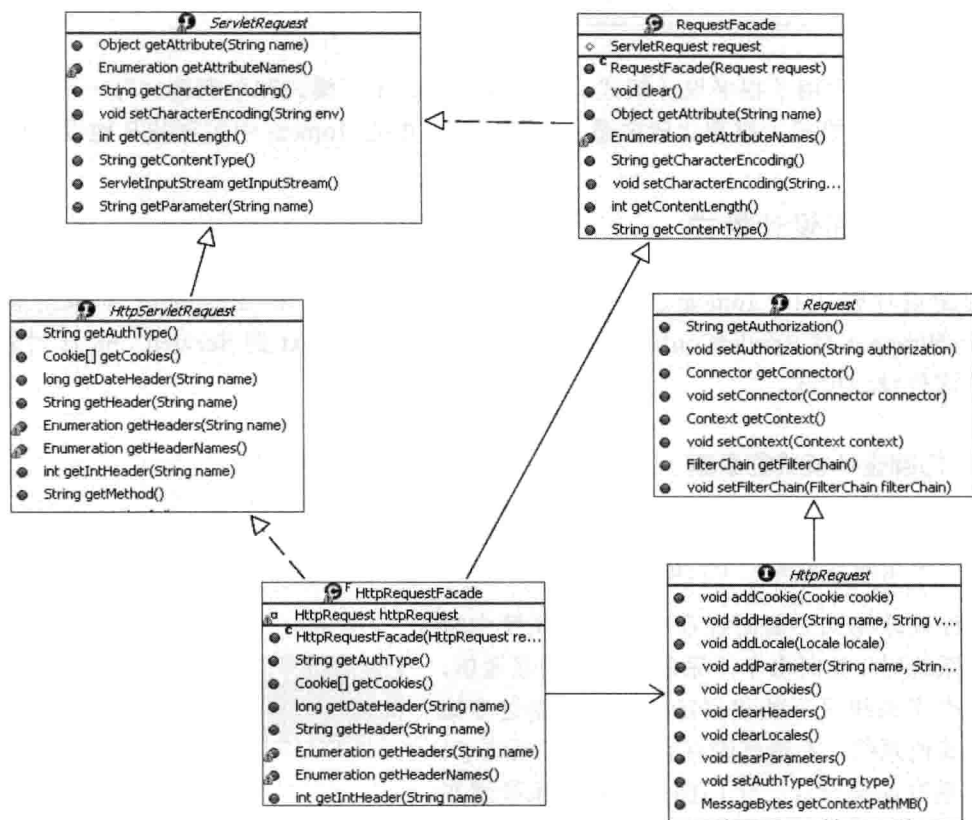 ServletRequest
Object getAttribute(String name)
Enumeration getAttributeNames()
String getCharacterEncoding()
void setCharacterEncoding(String env)
int getContentLength()
String getContentType()
ServletInputStream getInputStream()
String getParameter(String name)
RequestFacade
ServletRequest request
RequestFacade(Request request)
void clear()
Object getAttribute(String name)
Enumeration getAttributeNames()
String getCharacterEncoding()
void setCharacterEncoding(String...
int getContentLength()
String getContentType()
HttpServletRequest
String getAuthType()
Cookie[] getCookies()
long getDateHeader(String name)
String getHeader(String name)
Enumeration getHeaders(String name)
Enumeration getHeaderNames()
int getIntHeader(String name)
String getMethod()
Request
String getAuthorization()
void setAuthorization(String authorization)
Connector getConnector()
void setConnector(Connector connector)
Context getContext()
void setContext(Context context)
FilterChain getFilterChain()
void setFilterChain(FilterChain filterChain)
HttpRequestFacade
HttpRequest httpRequest
HttpRequestFacade(HttpRequest re...
String getAuthType()
Cookie[] getCookies()
long getDateHeader(String name)
String getHeader(String name)
Enumeration getHeaders(String name)
Enumeration getHeaderNames()
int getIntHeader(String name)
HttpRequest
void addCookie(Cookie cookie)
void addHeader(String name, String v...
void addLocale(Locale locale)
void addParameter(String name, Strin...
void clearCookies()
void clearHeaders()
void clearLocales()
void clearParameters()
void setAuthType(String type)
MessageBytes getContextPathMB()